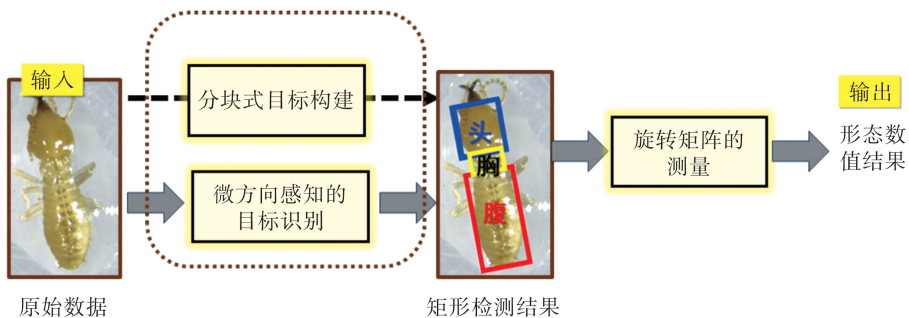 输入
原始数据
分块式目标构建
微方向感知的
目标识别
头
胸
腹
矩形检测结果
旋转矩阵的
测量
输出
形态数
值结果